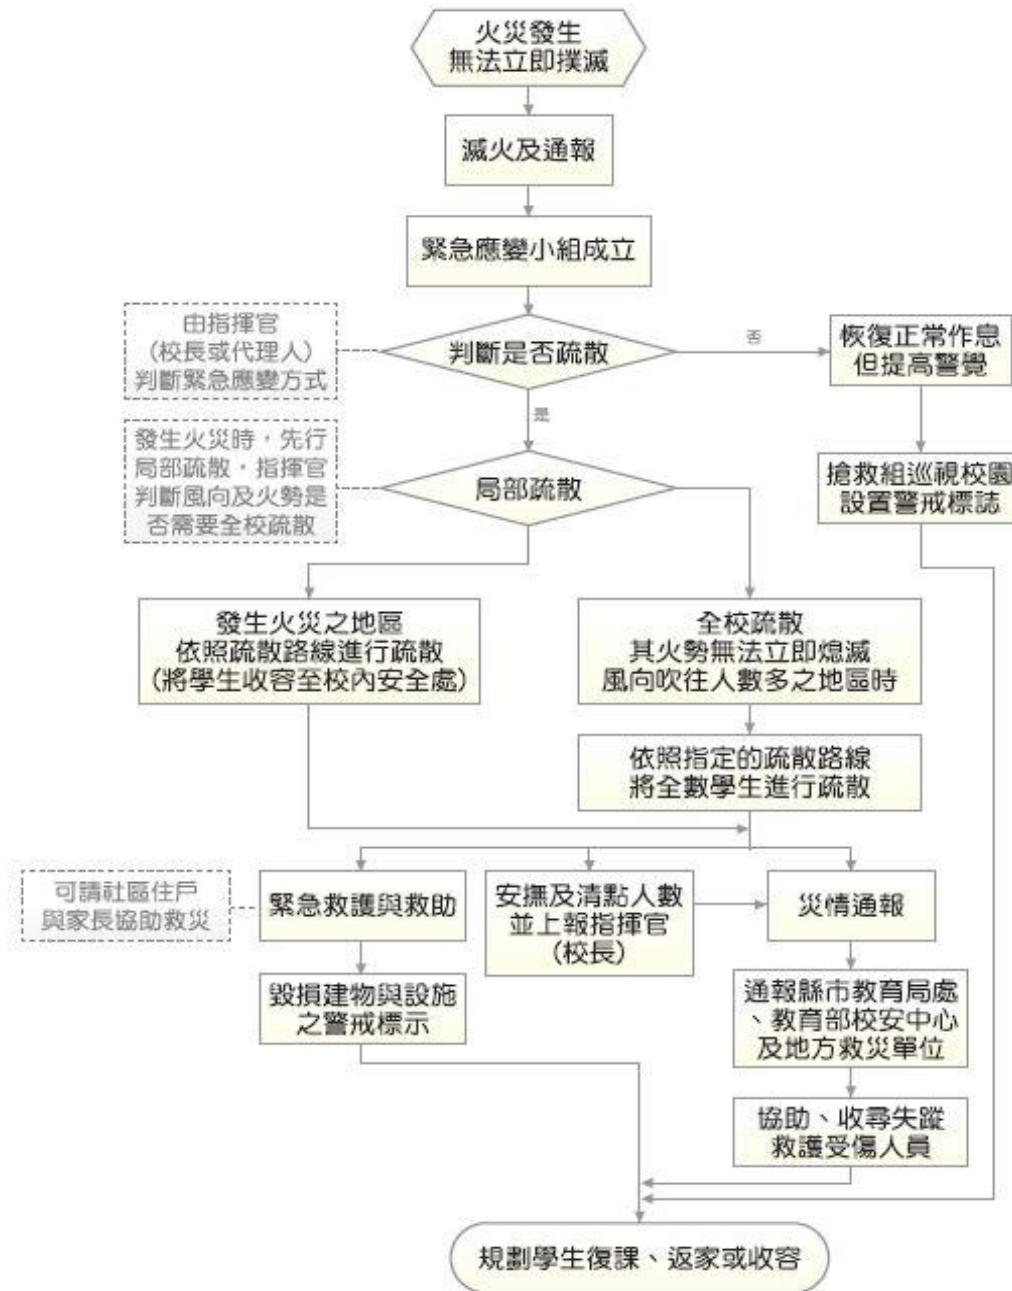 火災發生
無法立即撲滅
滅火及通報
緊急應變小組成立
由指揮官
(校長或代理人)
判斷緊急應變方式
判斷是否疏散
否
恢復正常作息
但提高警覺
是
發生火災時，先行
局部疏散，指揮官
判斷風向及火勢是
否需要全校疏散
局部疏散
搶救組巡視校園
設置警戒標誌
發生火災之地區
依照疏散路線進行疏散
(將學生收容至校內安全處)
全校疏散
其火勢無法立即熄滅
風向吹往人數多之地區時
依照指定的疏散路線
將全數學生進行疏散
可請社區住戶
與家長協助救災
緊急救護與救助
安撫及清點人數
並上報指揮官
(校長)
災情通報
毀損建物與設施
之警戒標示
通報縣市教育局處
、教育部校安中心
及地方救災單位
協助、收尋失蹤
救護受傷人員
規劃學生復課、返家或收容